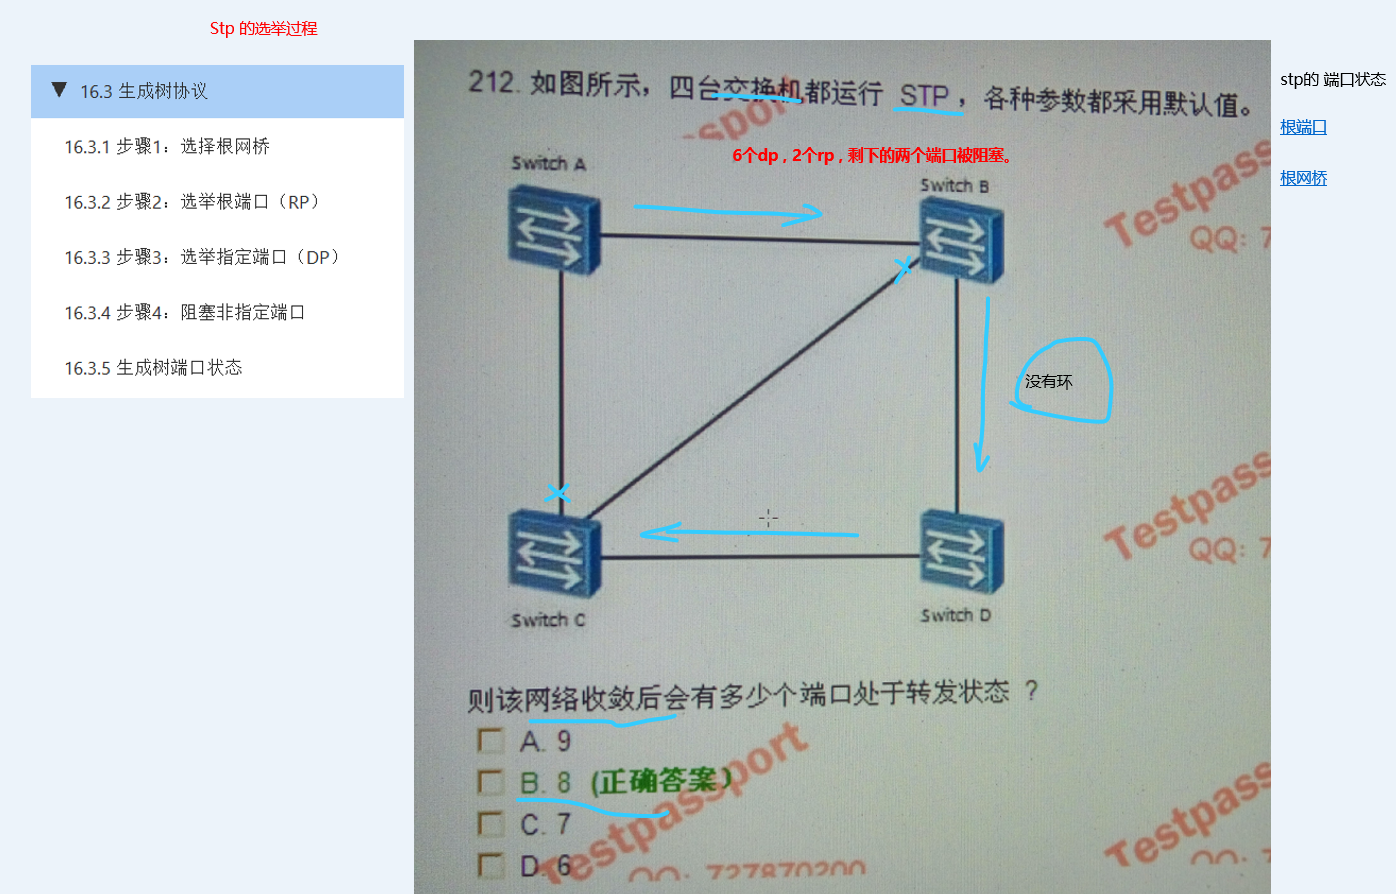 Stp 的选举过程
16.3 生成树协议
16.3.1 步骤1：选择根网桥
16.3.2 步骤2：选举根端口（RP）
16.3.3 步骤3：选举指定端口（DP）
16.3.4 步骤4：阻塞非指定端口
16.3.5 生成树端口状态
212. 如图所示，四台交换机都运行 STP ，各种参数都采用默认值。
sport
6个dp , 2个rp , 剩下的两个端口被阻塞。
Switch A
Switch B
Testpass
QQ: 7
没有环
Testpass
QQ: 7
Switch C
Switch D
则该网络收敛后会有多少个端口处于转发状态 ？
A. 9
B. 8 (正确答案)
C. 7
D. 6
Testpassport
QQ: 727870200
Testpass
QQ: 7
stp的 端口状态
根端口
根网桥